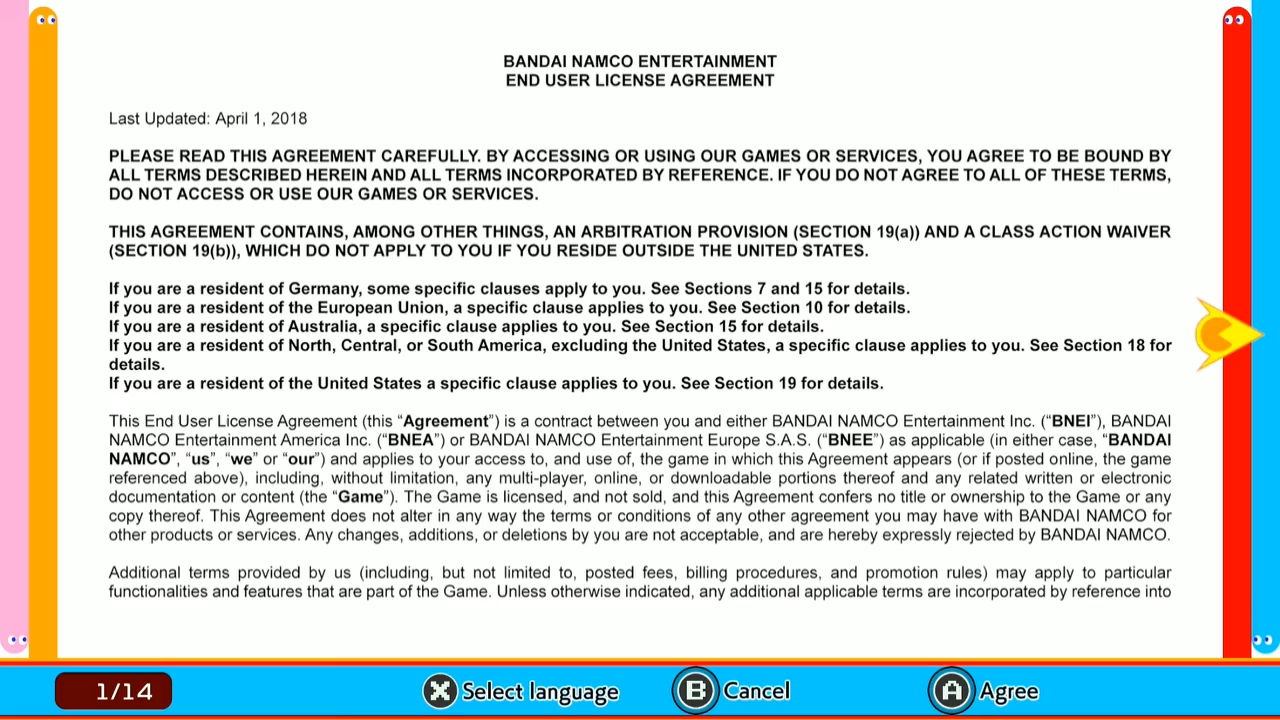 BANDAI NAMCO ENTERTAINMENT
END USER LICENSE AGREEMENT
Last Updated: April 1, 2018
PLEASE READ THIS AGREEMENT CAREFULLY. BY ACCESSING OR USING OUR GAMES OR SERVICES, YOU AGREE TO BE BOUND BY
ALL TERMS DESCRIBED HEREIN AND ALL TERMS INCORPORATED BY REFERENCE. IF YOU DO NOT AGREE TO ALL OF THESE TERMS,
DO NOT ACCESS OR USE OUR GAMES OR SERVICES.
THIS AGREEMENT CONTAINS, AMONG OTHER THINGS, AN ARBITRATION PROVISION (SECTION 19(a)) AND A CLASS ACTION WAIVER
(SECTION 19(b)), WHICH DO NOT APPLY TO YOU IF YOU RESIDE OUTSIDE THE UNITED STATES.
If you are a resident of Germany, some specific clauses apply to you. See Sections 7 and 15 for details.
If you are a resident of the European Union, a specific clause applies to you. See Section 10 for details.
If you are a resident of Australia, a specific clause applies to you. See Section 15 for details.
If you are a resident of North, Central, or South America, excluding the United States, a specific clause applies to you. See Section 18 for
details.
If you are a resident of the United States a specific clause applies to you. See Section 19 for details.
This End User License Agreement (this “Agreement”) is a contract between you and either BANDAI NAMCO Entertainment Inc. (“BNEI”), BANDAI
NAMCO Entertainment America Inc. (“BNEA”) or BANDAI NAMCO Entertainment Europe S.A.S. (“BNEE”) as applicable (in either case, “BANDAI
NAMCO”, “us”, “we” or “our”) and applies to your access to, and use of, the game in which this Agreement appears (or if posted online, the game
referenced above), including, without limitation, any multi-player, online, or downloadable portions thereof and any related written or electronic
documentation or content (the “Game”). The Game is licensed, and not sold, and this Agreement confers no title or ownership to the Game or any
copy thereof. This Agreement does not alter in any way the terms or conditions of any other agreement you may have with BANDAI NAMCO for
other products or services. Any changes, additions, or deletions by you are not acceptable, and are hereby expressly rejected by BANDAI NAMCO.
Additional terms provided by us (including, but not limited to, posted fees, billing procedures, and promotion rules) may apply to particular
functionalities and features that are part of the Game. Unless otherwise indicated, any additional applicable terms are incorporated by reference into
1/14 X Select language B Cancel A Agree